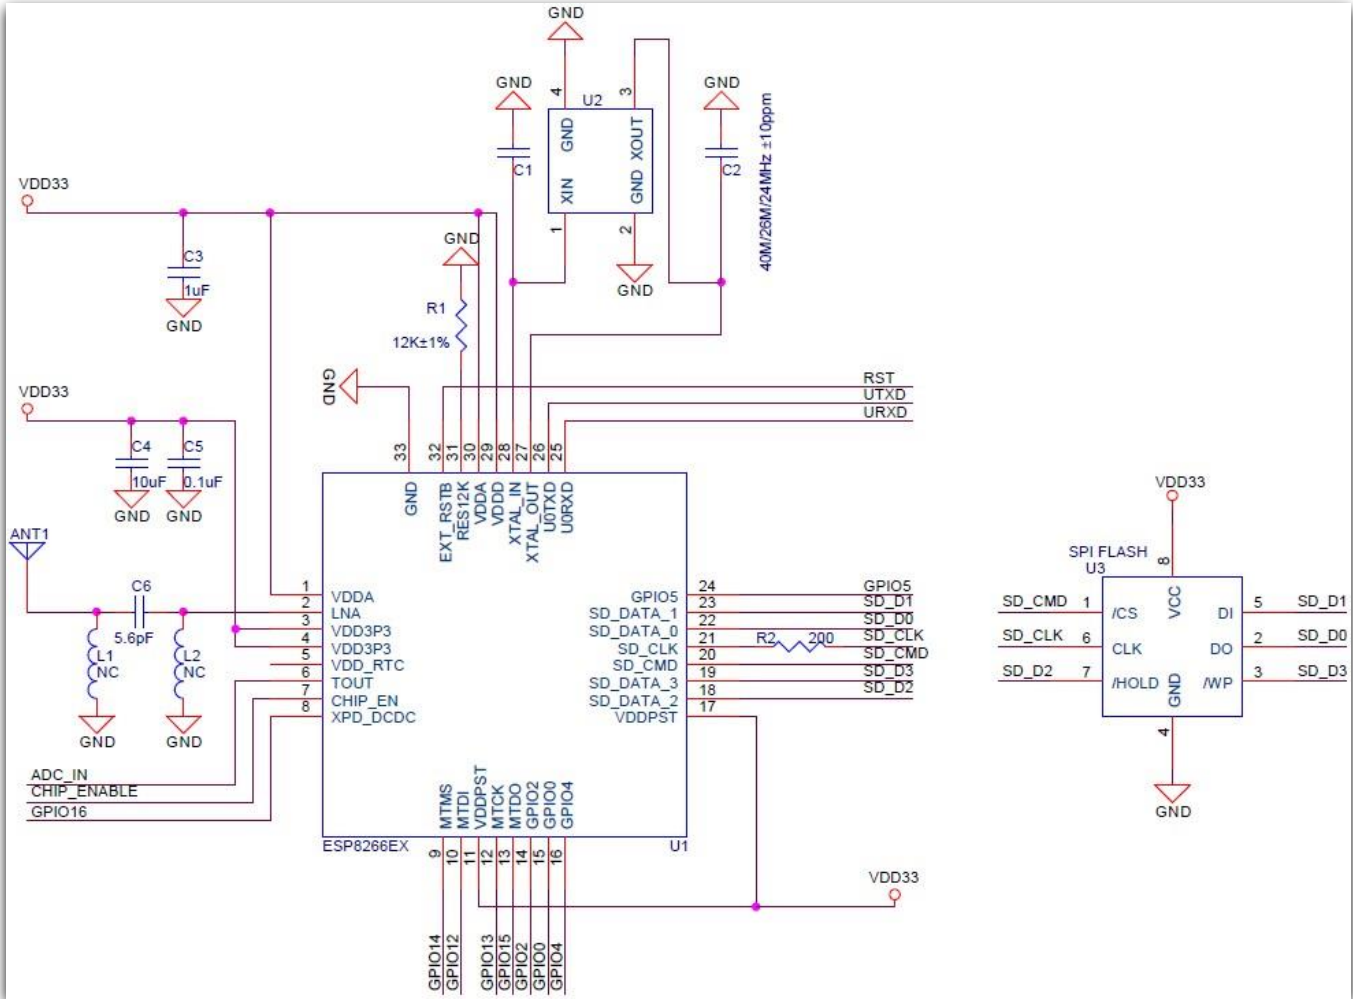 GND
GND
GND
4
3
U2
GND XOUT
XIN GND
C1
C2
40M/26M/24MHz ±10ppm
1
2
GND
VDD33
C3
1uF
GND
GND
R1
12K±1%
GND
VDD33
C4
10uF
GND
C5
0.1uF
GND
RST
UTXD
URXD
33
32
31
30
29
28
27
26
25
GND
EXT_RSTB
RES12K
VDDA
VDDD
XTAL_IN
XTAL_OUT
U0TXD
U0RXD
ANT1
C6
5.6pF
L1
NC
GND
L2
NC
GND
1 VDDA
2 LNA
3 VDD3P3
4 VDD3P3
5 VDD_RTC
6 TOUT
7 CHIP_EN
8 XPD_DCDC
ADC_IN
CHIP_ENABLE
GPIO16
GPIO5 24 GPIO5
SD_DATA_1 23 SD_D1
SD_DATA_0 22 SD_D0
SD_CLK 21 R2 200 SD_CLK
SD_CMD 20 SD_CMD
SD_DATA_3 19 SD_D3
SD_DATA_2 18 SD_D2
VDDPST 17
MTMS
MTDI
VDDPST
MTCK
MTDO
GPIO2
GPIO0
GPIO4
ESP8266EX
U1
9
10
11
12
13
14
15
16
GPIO14
GPIO12
GPIO13
GPIO15
GPIO2
GPIO0
GPIO4
VDD33
VDD33
SPI FLASH
U3
8
VCC
SD_CMD 1 /CS
SD_CLK 6 CLK
SD_D2 7 /HOLD
DI 5 SD_D1
DO 2 SD_D0
/WP 3 SD_D3
GND
4
GND